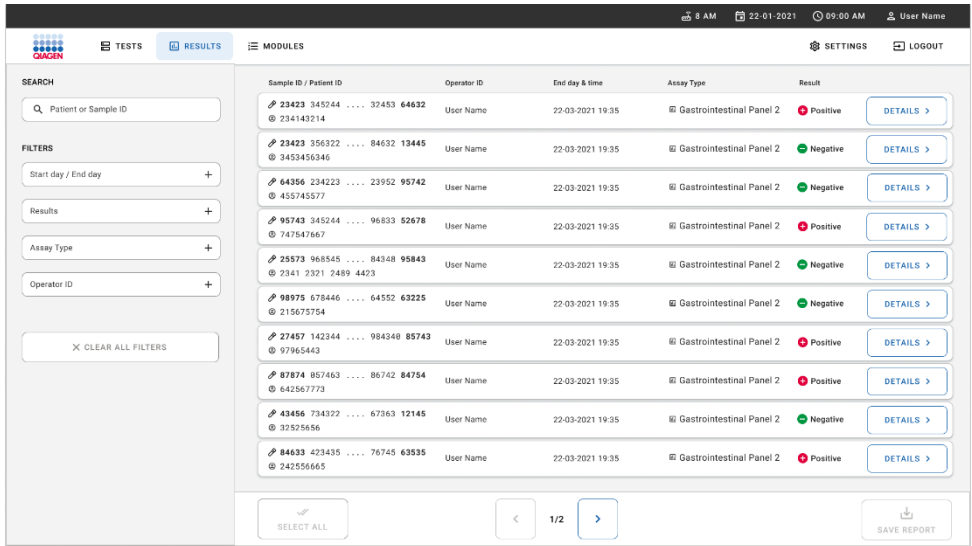 8 AM 22-01-2021 09:00 AM User Name
QIAGEN TESTS RESULTS MODULES SETTINGS LOGOUT
SEARCH
Patient or Sample ID
FILTERS
Start day / End day +
Results +
Assay Type +
Operator ID +
CLEAR ALL FILTERS
Sample ID / Patient ID Operator ID End day & time Assay Type Result
23423 345244 .... 32453 64632
234143214
User Name 22-03-2021 19:35 Gastrointestinal Panel 2 Positive DETAILS >
23423 356322 .... 84632 13445
3453456346
User Name 22-03-2021 19:35 Gastrointestinal Panel 2 Negative DETAILS >
64356 234223 .... 23952 95742
455745577
User Name 22-03-2021 19:35 Gastrointestinal Panel 2 Negative DETAILS >
95743 345244 .... 96833 52678
747547667
User Name 22-03-2021 19:35 Gastrointestinal Panel 2 Positive DETAILS >
25573 968545 .... 84348 95843
2341 2321 2489 4423
User Name 22-03-2021 19:35 Gastrointestinal Panel 2 Negative DETAILS >
98975 678446 .... 64552 63225
215675754
User Name 22-03-2021 19:35 Gastrointestinal Panel 2 Negative DETAILS >
27457 142344 .... 984340 85743
97965443
User Name 22-03-2021 19:35 Gastrointestinal Panel 2 Positive DETAILS >
87874 057463 .... 86742 84754
642567773
User Name 22-03-2021 19:35 Gastrointestinal Panel 2 Positive DETAILS >
43456 734322 .... 67363 12145
32525656
User Name 22-03-2021 19:35 Gastrointestinal Panel 2 Negative DETAILS >
84633 423435 .... 76745 63535
242556665
User Name 22-03-2021 19:35 Gastrointestinal Panel 2 Positive DETAILS >
SELECT ALL < 1/2 > SAVE REPORT